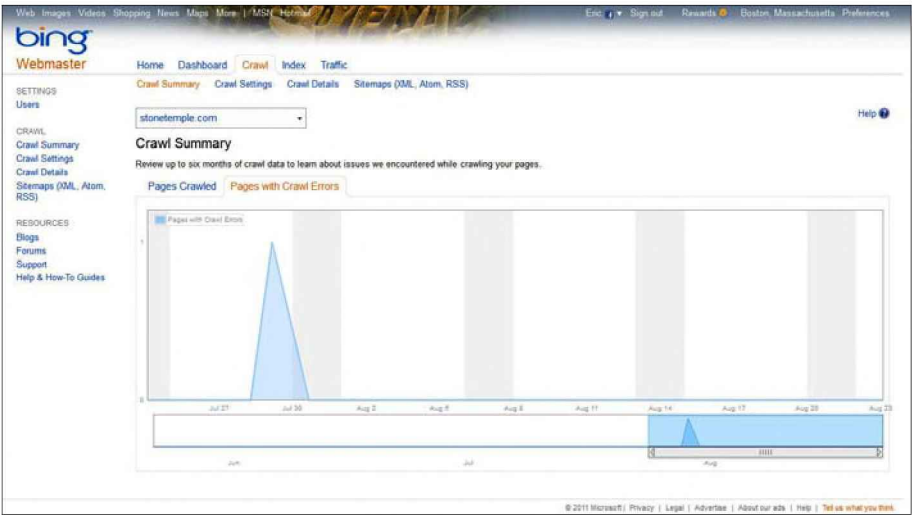 Web Images Videos Shopping News Maps More | MSN Hotmail
Eric Sign out Rewards Boston, Massachusetts Preferences
bing
Webmaster
Home Dashboard Crawl Index Traffic
Crawl Summary Crawl Settings Crawl Details Sitemaps (XML, Atom, RSS)
SETTINGS
Users
CRAWL
Crawl Summary
Crawl Settings
Crawl Details
Sitemaps (XML, Atom,
RSS)
RESOURCES
Blogs
Forums
Support
Help & How-To Guides
stonetemple.com
Help
Crawl Summary
Review up to six months of crawl data to learn about issues we encountered while crawling your pages.
Pages Crawled Pages with Crawl Errors
Pages with Crawl Errors
1
0
Jul 27 Jul 30 Aug 2 Aug 5 Aug 8 Aug 11 Aug 14 Aug 17 Aug 20 Aug 23
Jun Jul Aug
© 2011 Microsoft | Privacy | Legal | Advertise | About our ads | Help | Tell us what you think